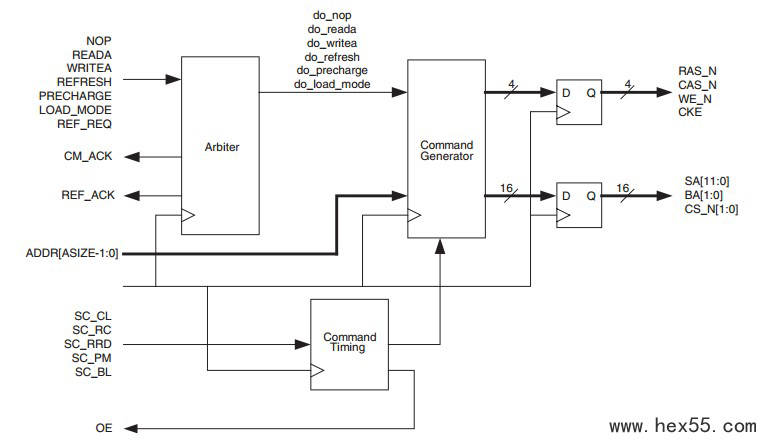 do_nop
do_reada
do_writea
do_refresh
do_precharge
do_load_mode
NOP
READA
WRITEA
REFRESH
PRECHARGE
LOAD_MODE
REF_REQ
CM_ACK
REF_ACK
Arbiter
Command
Generator
4
D Q
4
RAS_N
CAS_N
WE_N
CKE
16
D Q
16
SA[11:0]
BA[1:0]
CS_N[1:0]
ADDR[ASIZE-1:0]
SC_CL
SC_RC
SC_RRD
SC_PM
SC_BL
Command
Timing
OE
www.hex55.com